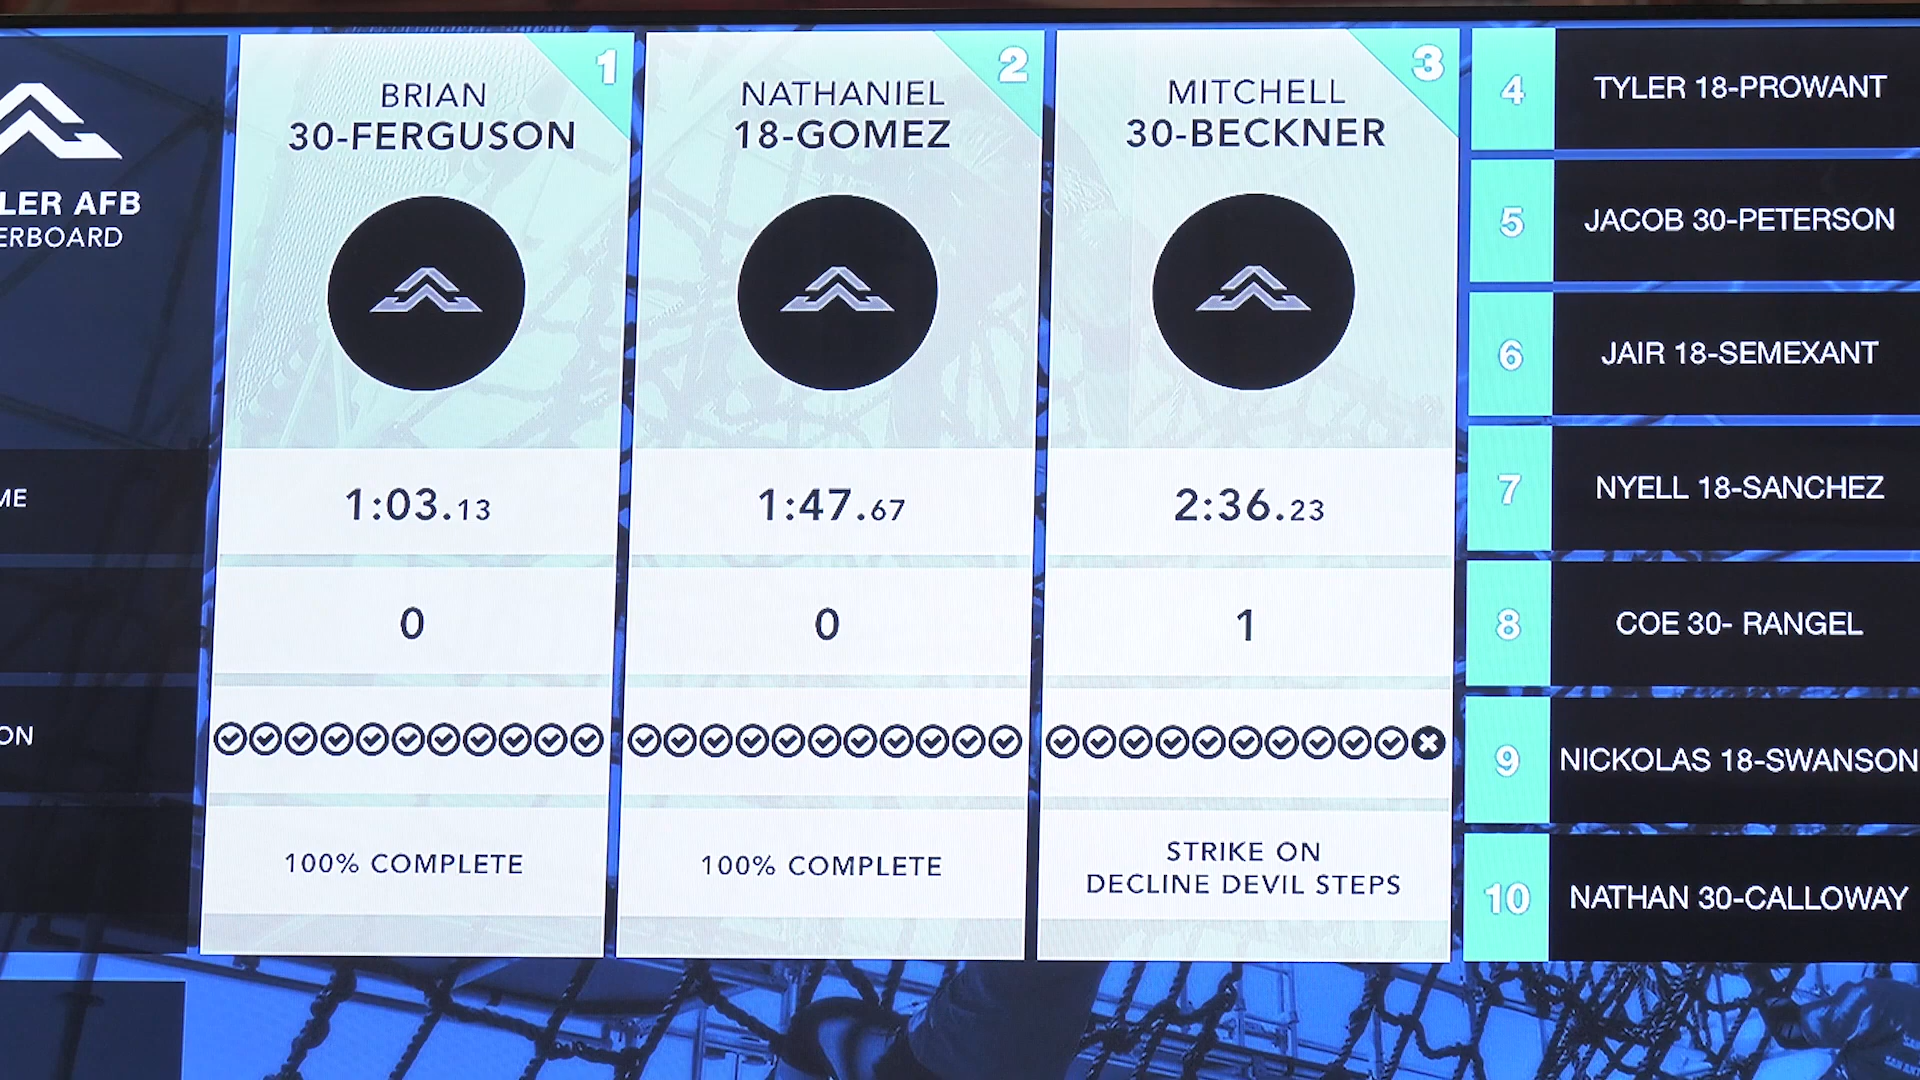 LER AFB
ERBOARD
ME
ON
1
BRIAN
30-FERGUSON
1:03.13
0
100% COMPLETE
2
NATHANIEL
18-GOMEZ
1:47.67
0
100% COMPLETE
3
MITCHELL
30-BECKNER
2:36.23
1
STRIKE ON
DECLINE DEVIL STEPS
4 TYLER 18-PROWANT
5 JACOB 30-PETERSON
6 JAIR 18-SEMEXANT
7 NYELL 18-SANCHEZ
8 COE 30- RANGEL
9 NICKOLAS 18-SWANSON
10 NATHAN 30-CALLOWAY